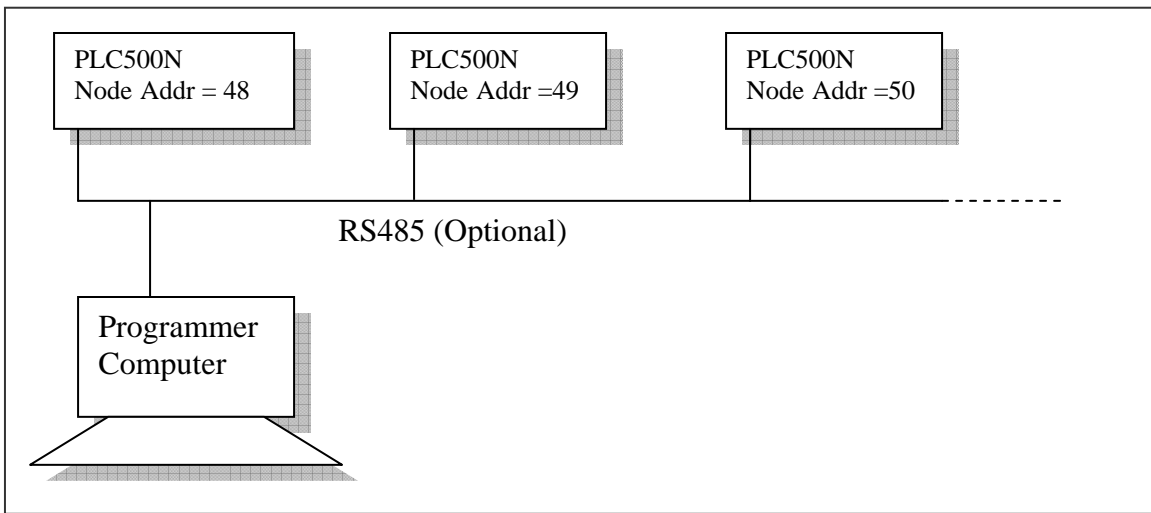 PLC500N
Node Addr = 48
PLC500N
Node Addr =49
PLC500N
Node Addr =50
RS485 (Optional)
Programmer
Computer